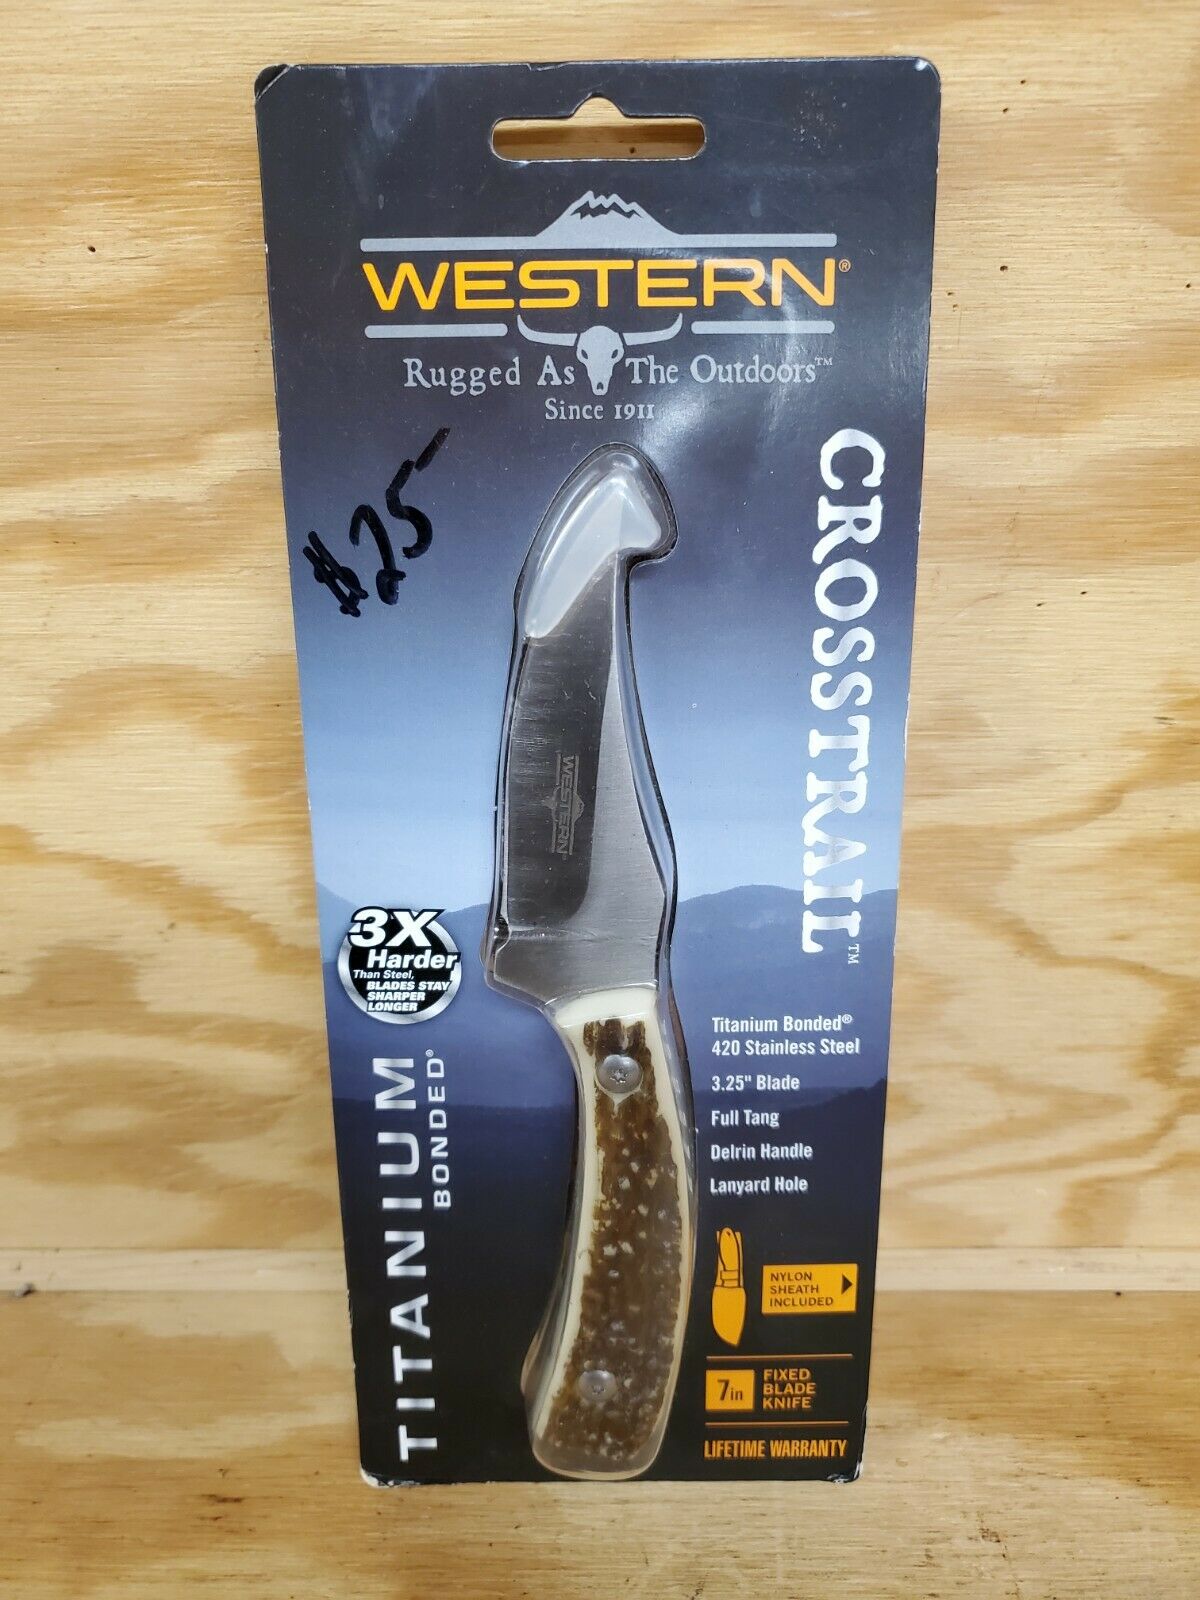 WESTERN®
Rugged As The Outdoors™
Since 1911
$25
CROSSTRAIL™
WESTERN
3X
Harder
Than Steel,
BLADES STAY
SHARPER
LONGER
TITANIUM
BONDED®
Titanium Bonded®
420 Stainless Steel
3.25" Blade
Full Tang
Delrin Handle
Lanyard Hole
NYLON
SHEATH
INCLUDED
7in
FIXED
BLADE
KNIFE
LIFETIME WARRANTY